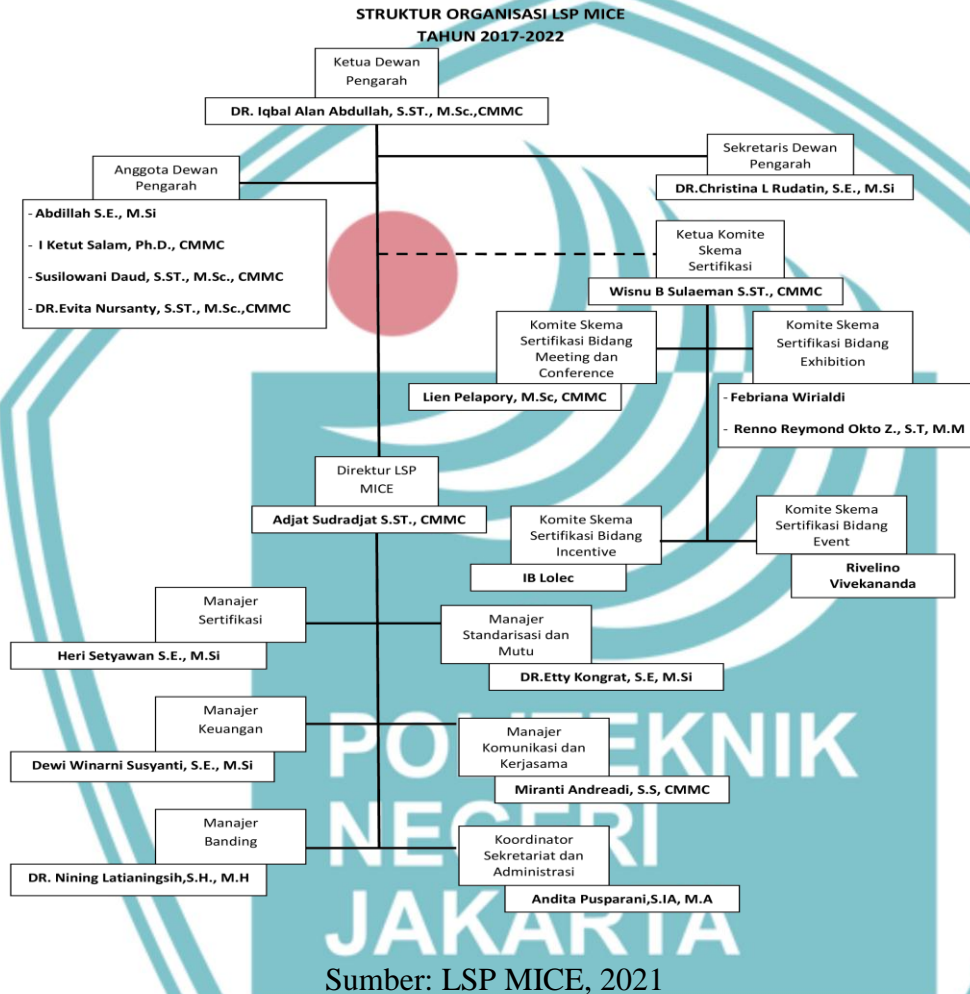 STRUKTUR ORGANISASI LSP MICE
TAHUN 2017-2022
Ketua Dewan
Pengarah
DR. Iqbal Alan Abdullah, S.ST., M.Sc.,CMMC
Sekretaris Dewan
Pengarah
DR.Christina L Rudatin, S.E., M.Si
Anggota Dewan
Pengarah
- Abdillah S.E., M.Si
- I Ketut Salam, Ph.D., CMMC
- Susilowani Daud, S.ST., M.Sc., CMMC
- DR.Evita Nursanty, S.ST., M.Sc.,CMMC
Ketua Komite
Skema
Sertifikasi
Wisnu B Sulaeman S.ST., CMMC
Komite Skema
Sertifikasi Bidang
Meeting dan
Conference
Lien Pelapory, M.Sc, CMMC
Komite Skema
Sertifikasi Bidang
Exhibition
- Febriana Wirialdi
- Renno Reymond Okto Z., S.T, M.M
Direktur LSP
MICE
Adjat Sudradjat S.ST., CMMC
Komite Skema
Sertifikasi Bidang
Incentive
IB Lolec
Komite Skema
Sertifikasi Bidang
Event
Rivelino
Vivekananda
Manajer
Sertifikasi
Heri Setyawan S.E., M.Si
Manajer
Standarisasi dan
Mutu
DR.Etty Kongrat, S.E, M.Si
Manajer
Keuangan
Dewi Winarni Susyanti, S.E., M.Si
Manajer
Komunikasi dan
Kerjasama
Miranti Andreadi, S.S, CMMC
Manajer
Banding
DR. Nining Latianingsih,S.H., M.H
Koordinator
Sekretariat dan
Administrasi
Andita Pusparani,S.IA, M.A
POLITEKNIK
NEGERI
JAKARTA
Sumber: LSP MICE, 2021